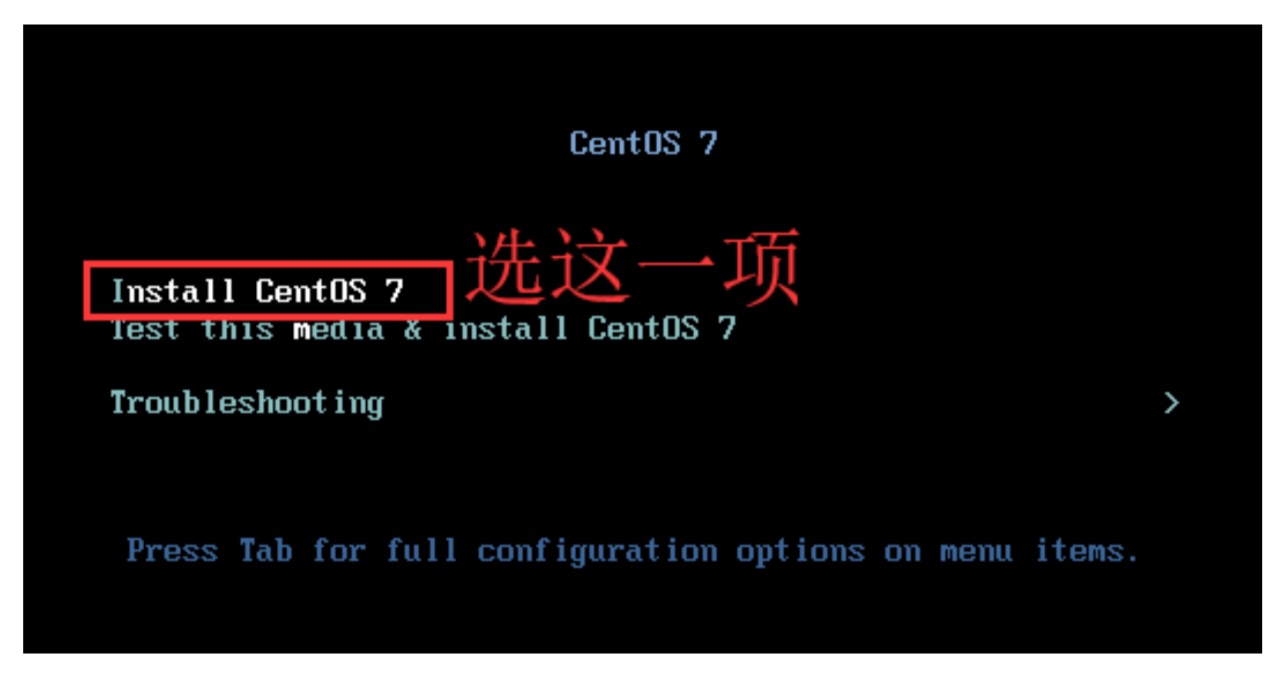 CentOS 7
选这一项
Install CentOS 7
Test this media & install CentOS 7
Troubleshooting >
Press Tab for full configuration options on menu items.